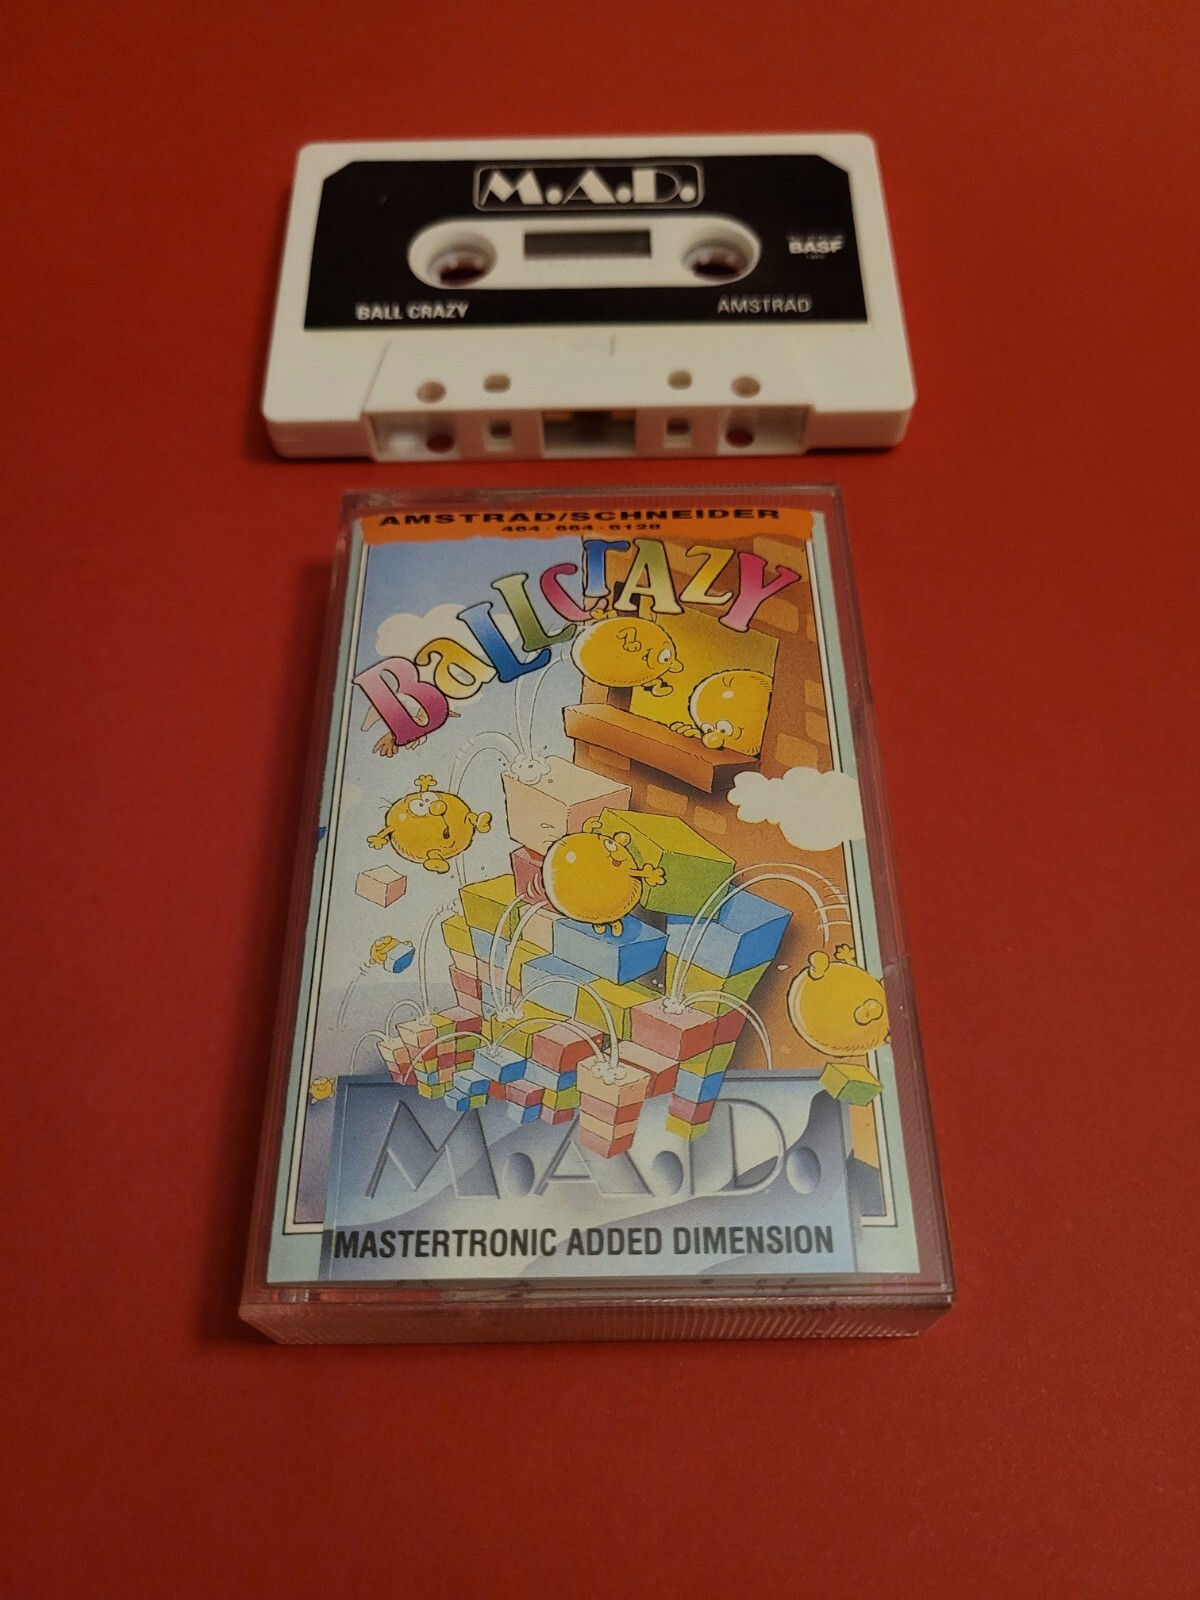 M.A.D.
BASF
BALL CRAZY
AMSTRAD
AMSTRAD/SCHNEIDER
464 · 664 · 6128
BaLLcrAzY
M.A.D.
MASTERTRONIC ADDED DIMENSION